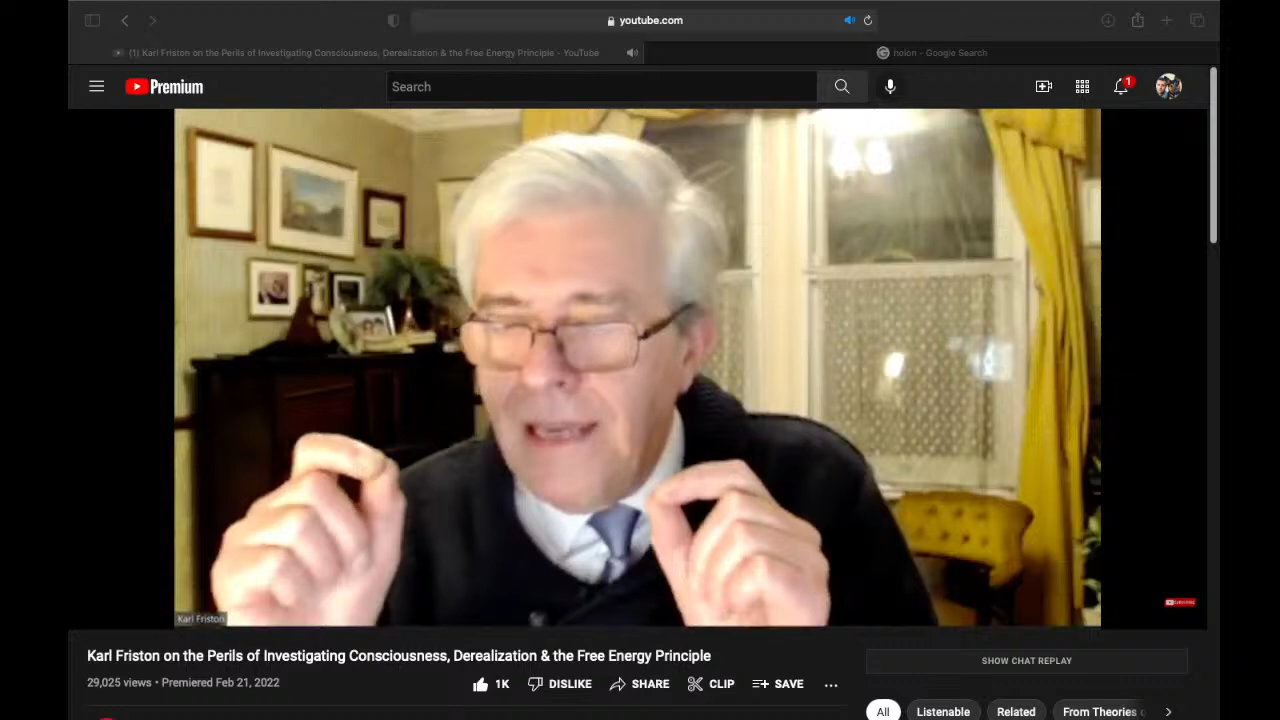 youtube.com
(1) Karl Friston on the Perils of Investigating Consciousness, Derealization & the Free Energy Principle - YouTube
holon - Google Search
Premium
Search
1
Karl Friston
Karl Friston on the Perils of Investigating Consciousness, Derealization & the Free Energy Principle
29,025 views • Premiered Feb 21, 2022
1K
DISLIKE
SHARE
CLIP
SAVE
SHOW CHAT REPLAY
All
Listenable
Related
From Theories